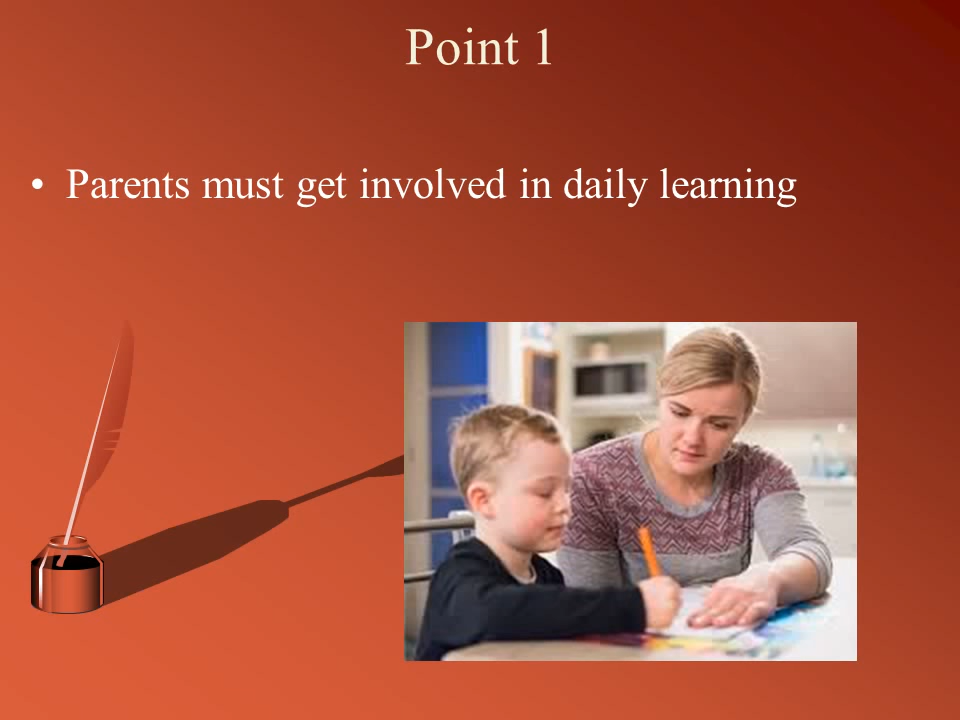 Point 1
• Parents must get involved in daily learning